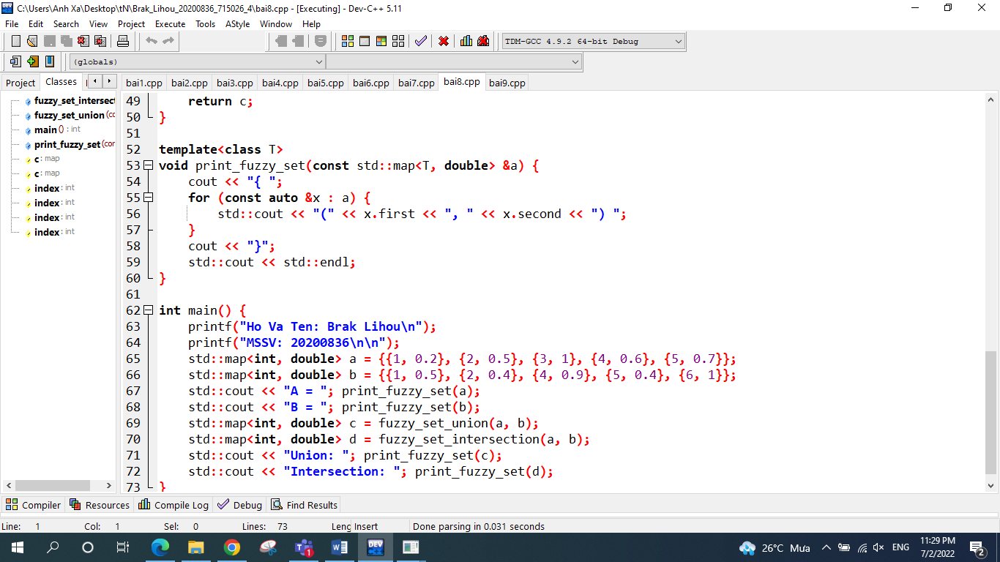 C:\Users\Anh Xa\Desktop\tN\Brak_Lihou_20200836_715026_4\bai8.cpp - [Executing] - Dev-C++ 5.11
File Edit Search View Project Execute Tools AStyle Window Help
TDM-GCC 4.9.2 64-bit Debug
(globals)
Project Classes bai1.cpp bai2.cpp bai3.cpp bai4.cpp bai5.cpp bai6.cpp bai7.cpp bai8.cpp bai9.cpp
fuzzy_set_intersect
fuzzy_set_union (co
main () : int
print_fuzzy_set (con
c : map
c : map
index : int
index : int
index : int
index : int
49 return c;
50 }
51
52 template<class T>
53 void print_fuzzy_set(const std::map<T, double> &a) {
54 cout << "{ ";
55 for (const auto &x : a) {
56 std::cout << "(" << x.first << ", " << x.second << ") ";
57 }
58 cout << "}";
59 std::cout << std::endl;
60 }
61
62 int main() {
63 printf("Ho Va Ten: Brak Lihou\n");
64 printf("MSSV: 20200836\n\n");
65 std::map<int, double> a = {{1, 0.2}, {2, 0.5}, {3, 1}, {4, 0.6}, {5, 0.7}};
66 std::map<int, double> b = {{1, 0.5}, {2, 0.4}, {4, 0.9}, {5, 0.4}, {6, 1}};
67 std::cout << "A = "; print_fuzzy_set(a);
68 std::cout << "B = "; print_fuzzy_set(b);
69 std::map<int, double> c = fuzzy_set_union(a, b);
70 std::map<int, double> d = fuzzy_set_intersection(a, b);
71 std::cout << "Union: "; print_fuzzy_set(c);
72 std::cout << "Intersection: "; print_fuzzy_set(d);
73 }
Compiler Resources Compile Log Debug Find Results
Line: 1 Col: 1 Sel: 0 Lines: 73 Leng Insert Done parsing in 0.031 seconds
DEV 26°C Mưa ENG 11:29 PM
7/2/2022 2